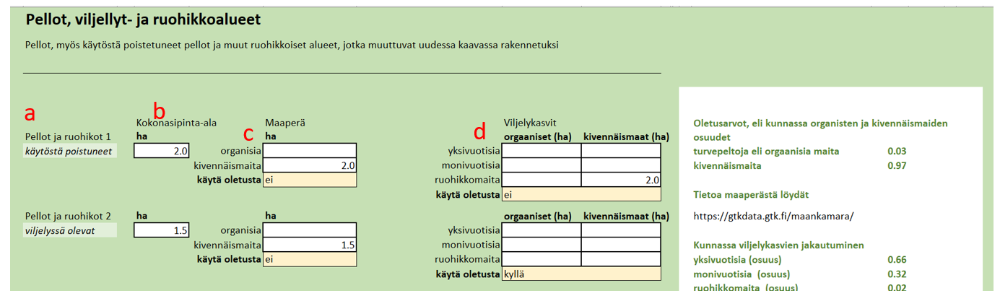 Pellot, viljellyt- ja ruohikkoalueet
Pellot, myös käytöstä poistetuneet pellot ja muut ruohikkoiset alueet, jotka muuttuvat uudessa kaavassa rakennetuksi
a b c d
Kokonasipinta-ala Maaperä Viljelykasvit
Pellot ja ruohikot 1 ha ha orgaaniset (ha) kivennäismaat (ha)
käytöstä poistuneet 2.0 organisia yksivuotisia
kivennäismaita 2.0 monivuotisia
käytä oletusta ei ruohikkomaita 2.0
käytä oletusta ei
Pellot ja ruohikot 2 ha ha orgaaniset (ha) kivennäismaat (ha)
viljelyssä olevat 1.5 organisia yksivuotisia
kivennäismaita 1.5 monivuotisia
käytä oletusta ei ruohikkomaita
käytä oletusta kyllä
Oletusarvot, eli kunnassa organisten ja kivennäismaiden
osuudet
turvepeltoja eli orgaanisia maita 0.03
kivennäismaita 0.97
Tietoa maaperästä löydät
https://gtkdata.gtk.fi/maankamara/
Kunnassa viljelykasvien jakautuminen
yksivuotisia (osuus) 0.66
monivuotisia (osuus) 0.32
ruohikkomaita (osuus) 0.02